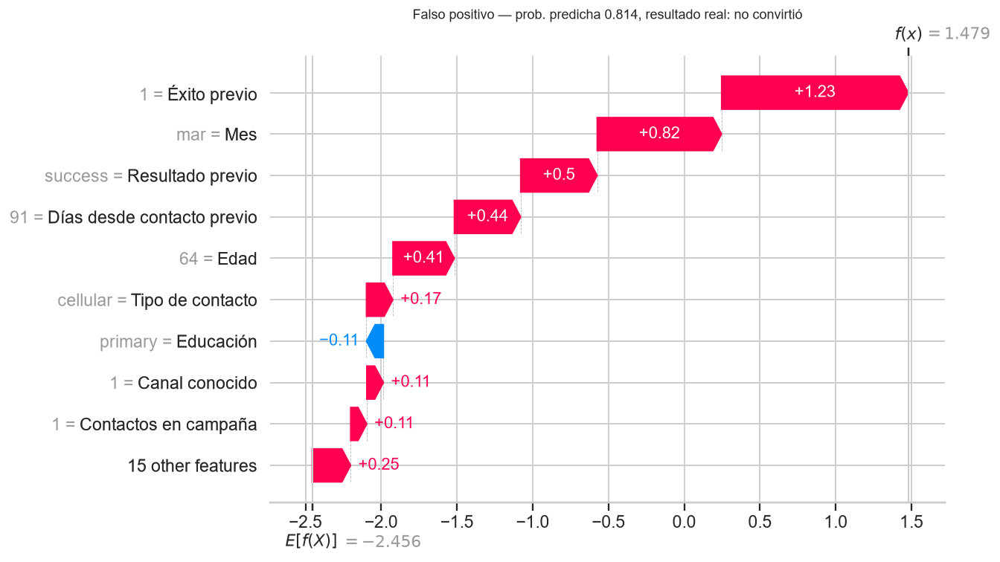 Falso positivo — prob. predicha 0.814, resultado real: no convirtió
f(x) = 1.479
1 = Éxito previo
+1.23
mar = Mes
+0.82
success = Resultado previo
+0.5
91 = Días desde contacto previo
+0.44
64 = Edad
+0.41
cellular = Tipo de contacto
+0.17
primary = Educación
−0.11
1 = Canal conocido
+0.11
1 = Contactos en campaña
+0.11
15 other features
+0.25
−2.5 −2.0 −1.5 −1.0 −0.5 0.0 0.5 1.0 1.5
E[f(X)] = −2.456